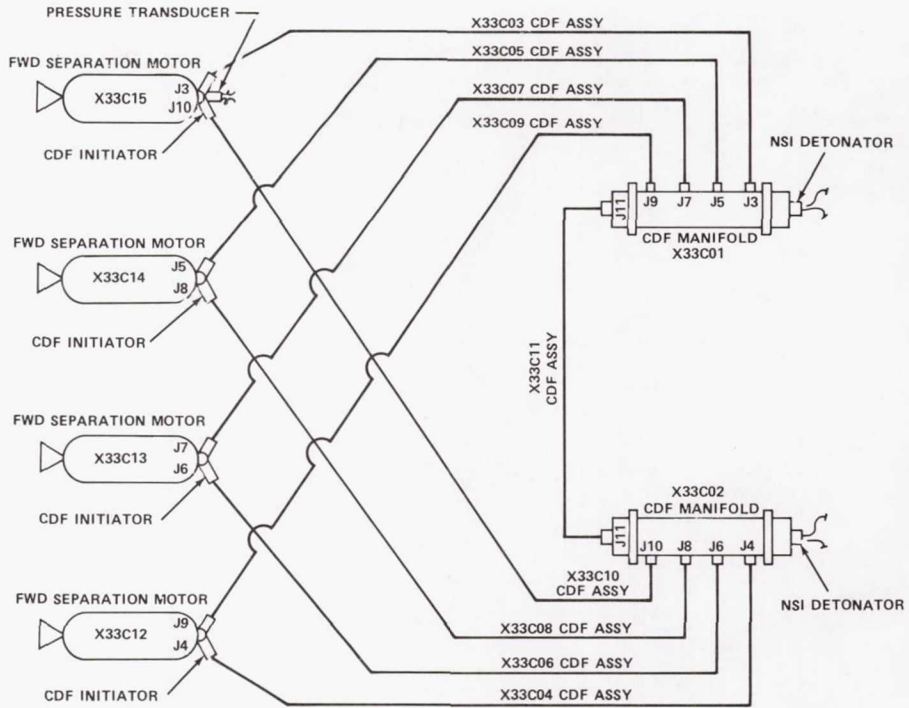 PRESSURE TRANSDUCER
X33C03 CDF ASSY
X33C05 CDF ASSY
X33C07 CDF ASSY
X33C09 CDF ASSY
FWD SEPARATION MOTOR
X33C15
J3
J10
CDF INITIATOR
NSI DETONATOR
J11
J9
J7
J5
J3
CDF MANIFOLD
X33C01
FWD SEPARATION MOTOR
X33C14
J5
J8
CDF INITIATOR
X33C11
CDF ASSY
FWD SEPARATION MOTOR
X33C13
J7
J6
CDF INITIATOR
X33C02
CDF MANIFOLD
J11
J10
J8
J6
J4
NSI DETONATOR
FWD SEPARATION MOTOR
X33C12
J9
J4
CDF INITIATOR
X33C10
CDF ASSY
X33C08 CDF ASSY
X33C06 CDF ASSY
X33C04 CDF ASSY